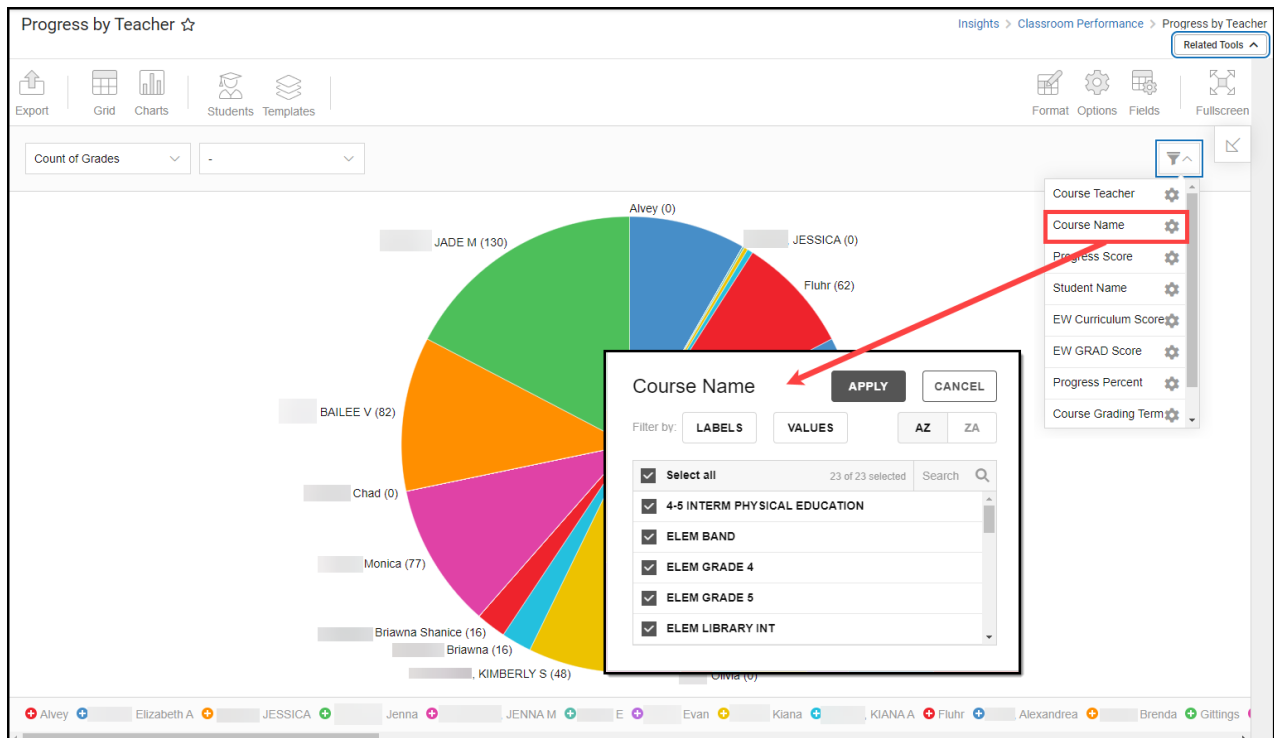 Progress by Teacher
Insights > Classroom Performance > Progress by Teacher
Related Tools
Export
Grid
Charts
Students
Templates
Format
Options
Fields
Fullscreen
Count of Grades
-
Course Teacher
Course Name
Progress Score
Student Name
EW Curriculum Score
EW GRAD Score
Progress Percent
Course Grading Term
Alvey (0)
JADE M (130)
, JESSICA (0)
Fluhr (62)
BAILEE V (82)
Chad (0)
Monica (77)
Briawna Shanice (16)
Briawna (16)
, KIMBERLY S (48)
Olivia (0)
Course Name
APPLY
CANCEL
Filter by:
LABELS
VALUES
AZ
ZA
Select all
23 of 23 selected
Search
4-5 INTERM PHYSICAL EDUCATION
ELEM BAND
ELEM GRADE 4
ELEM GRADE 5
ELEM LIBRARY INT
Alvey
Elizabeth A
JESSICA
Jenna
, JENNA M
E
Evan
Kiana
, KIANA A
Fluhr
Alexandrea
Brenda
Gittings